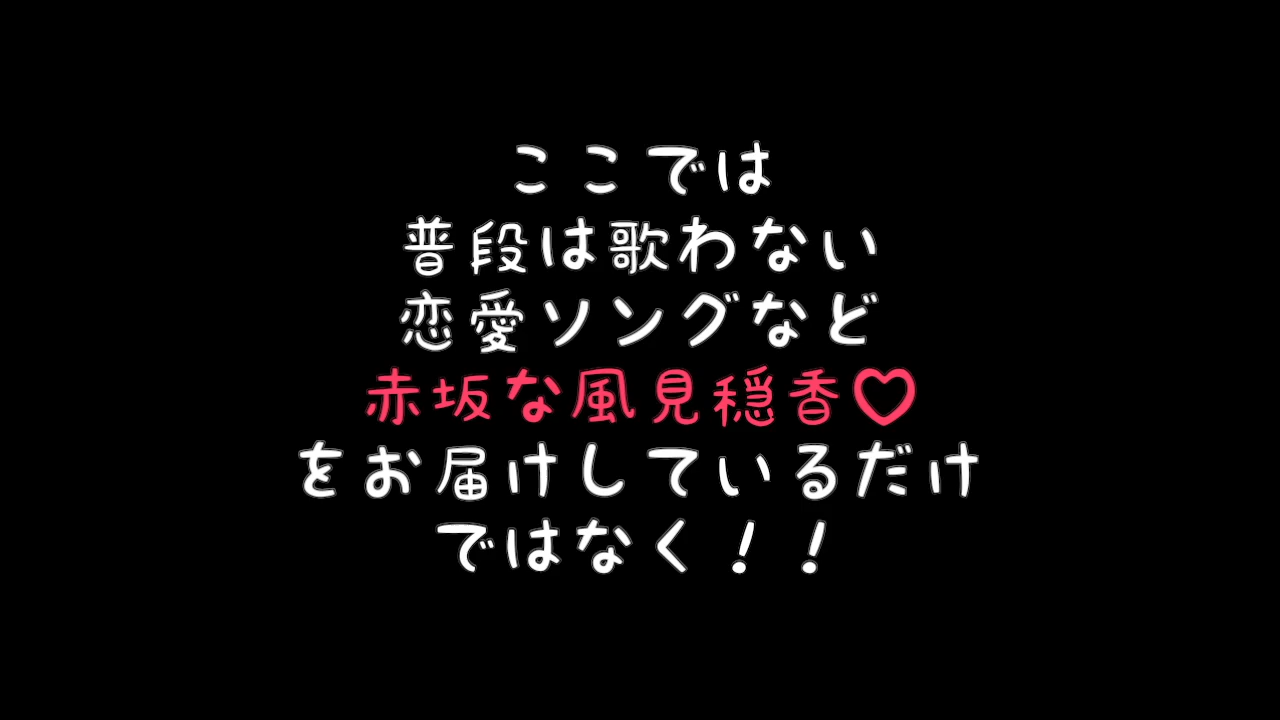 ここでは
普段は歌わない
恋愛ソングなど
赤坂な風見穏香♡
をお届けしているだけ
ではなく！！